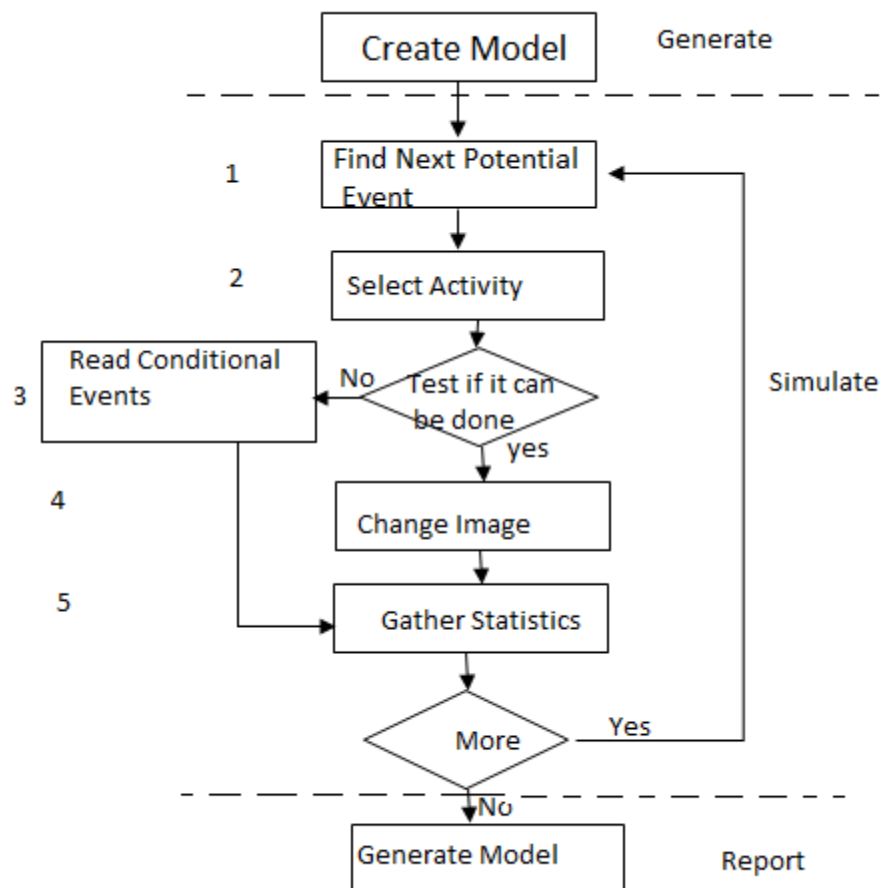 Create Model
Generate
1
Find Next Potential
Event
2
Select Activity
Read Conditional
Events
No
Test if it can
be done
Simulate
3
yes
4
Change Image
5
Gather Statistics
More
Yes
No
Generate Model
Report